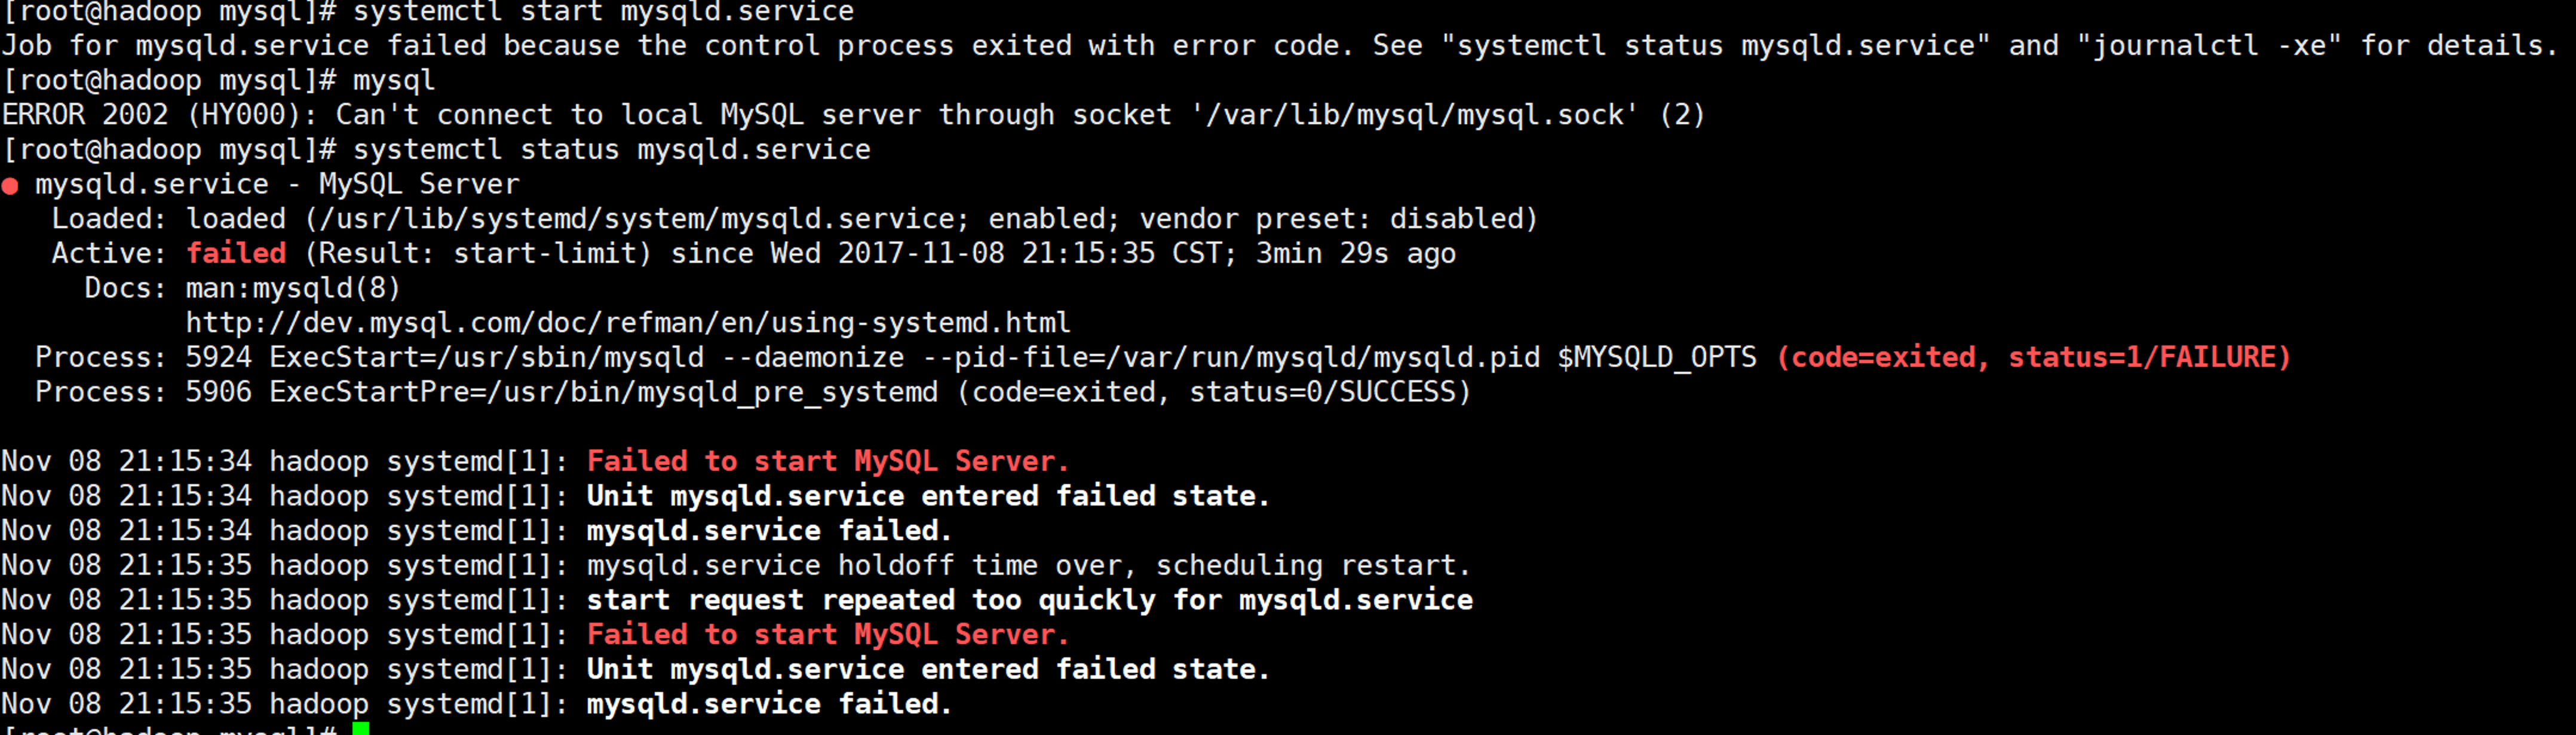 [root@hadoop mysql]# systemctl start mysqld.service
Job for mysqld.service failed because the control process exited with error code. See "systemctl status mysqld.service" and "journalctl -xe" for details.
[root@hadoop mysql]# mysql
ERROR 2002 (HY000): Can't connect to local MySQL server through socket '/var/lib/mysql/mysql.sock' (2)
[root@hadoop mysql]# systemctl status mysqld.service
● mysqld.service - MySQL Server
   Loaded: loaded (/usr/lib/systemd/system/mysqld.service; enabled; vendor preset: disabled)
   Active: failed (Result: start-limit) since Wed 2017-11-08 21:15:35 CST; 3min 29s ago
     Docs: man:mysqld(8)
           http://dev.mysql.com/doc/refman/en/using-systemd.html
  Process: 5924 ExecStart=/usr/sbin/mysqld --daemonize --pid-file=/var/run/mysqld/mysqld.pid $MYSQLD_OPTS (code=exited, status=1/FAILURE)
  Process: 5906 ExecStartPre=/usr/bin/mysqld_pre_systemd (code=exited, status=0/SUCCESS)

Nov 08 21:15:34 hadoop systemd[1]: Failed to start MySQL Server.
Nov 08 21:15:34 hadoop systemd[1]: Unit mysqld.service entered failed state.
Nov 08 21:15:34 hadoop systemd[1]: mysqld.service failed.
Nov 08 21:15:35 hadoop systemd[1]: mysqld.service holdoff time over, scheduling restart.
Nov 08 21:15:35 hadoop systemd[1]: start request repeated too quickly for mysqld.service
Nov 08 21:15:35 hadoop systemd[1]: Failed to start MySQL Server.
Nov 08 21:15:35 hadoop systemd[1]: Unit mysqld.service entered failed state.
Nov 08 21:15:35 hadoop systemd[1]: mysqld.service failed.
[root@hadoop mysql]#